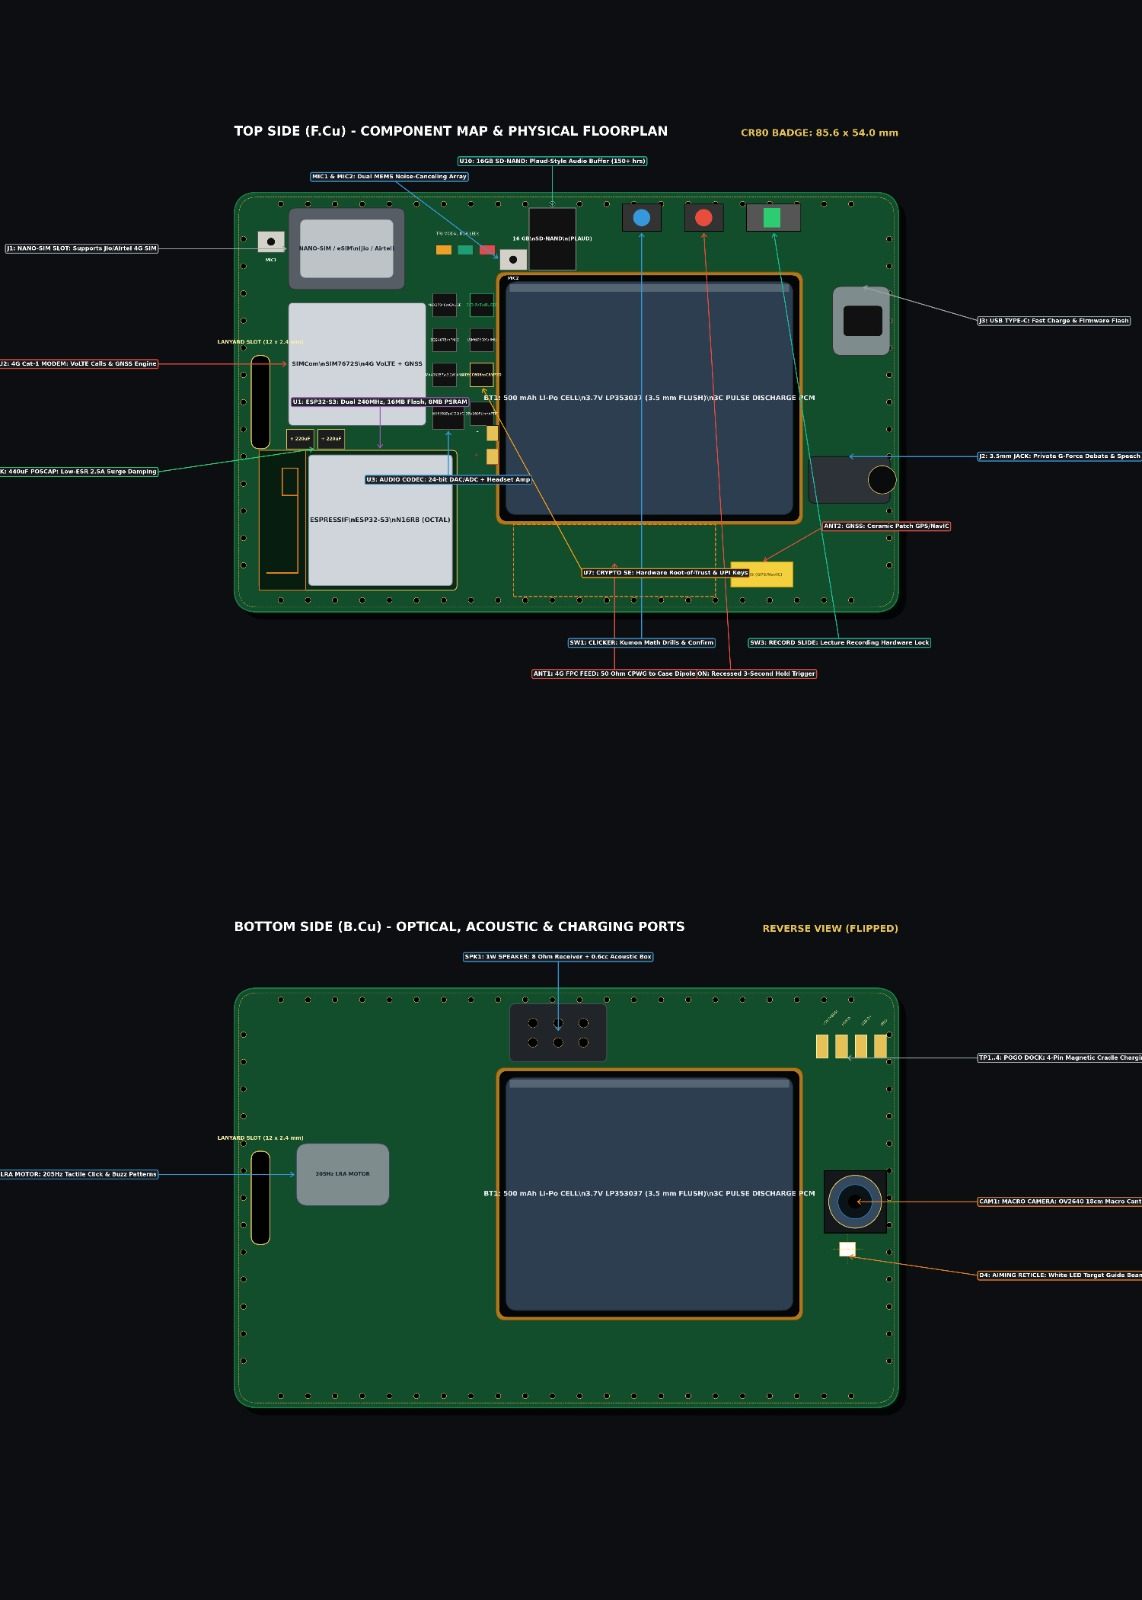 TOP SIDE (F.Cu) - COMPONENT MAP & PHYSICAL FLOORPLAN
CR80 BADGE: 85.6 x 54.0 mm
U10: 16GB SD-NAND: Plaud-Style Audio Buffer (150+ hrs)
MIC1 & MIC2: Dual MEMS Noise-Canceling Array
16 GB\nSD-NAND\n(PLAUD)
J1: NANO-SIM SLOT: Supports Jio/Airtel 4G SIM
NANO-SIM / eSIM\n(Jio / Airtel)
MIC1
MIC2
J3: USB TYPE-C: Fast Charge & Firmware Flash
LANYARD SLOT (12 x 2.4 mm)
J2: 4G Cat-1 MODEM: VoLTE Calls & GNSS Engine
SIMCom\nSIM7672S\n4G VoLTE + GNSS
BT1: 500 mAh Li-Po CELL\n3.7V LP353037 (3.5 mm FLUSH)\n3C PULSE DISCHARGE PCM
U1: ESP32-S3: Dual 240MHz, 16MB Flash, 8MB PSRAM
+ 220uF
+ 220uF
J2: 3.5mm JACK: Private G-Force Debate & Speech
K: 440uF POSCAP: Low-ESR 2.5A Surge Damping
U3: AUDIO CODEC: 24-bit DAC/ADC + Headset Amp
ESPRESSIF\nESP32-S3\nN16R8 (OCTAL)
ANT2: GNSS: Ceramic Patch GPS/NavIC
U7: CRYPTO SE: Hardware Root-of-Trust & UPI Keys
SW1: CLICKER: Kumon Math Drills & Confirm
SW3: RECORD SLIDE: Lecture Recording Hardware Lock
ANT1: 4G FPC FEED: 50 Ohm CPWG to Case Dipole
ON: Recessed 3-Second Hold Trigger
BOTTOM SIDE (B.Cu) - OPTICAL, ACOUSTIC & CHARGING PORTS
REVERSE VIEW (FLIPPED)
SPK1: 1W SPEAKER: 8 Ohm Receiver + 0.6cc Acoustic Box
TP1..4: POGO DOCK: 4-Pin Magnetic Cradle
LANYARD SLOT (12 x 2.4 mm)
LRA MOTOR: 205Hz Tactile Click & Buzz Patterns
205Hz LRA MOTOR
BT1: 500 mAh Li-Po CELL\n3.7V LP353037 (3.5 mm FLUSH)\n3C PULSE DISCHARGE PCM
CAM1: MACRO CAMERA: OV2640 18cm Macro
D4: AIMING RETICLE: White LED Target Guide Beam